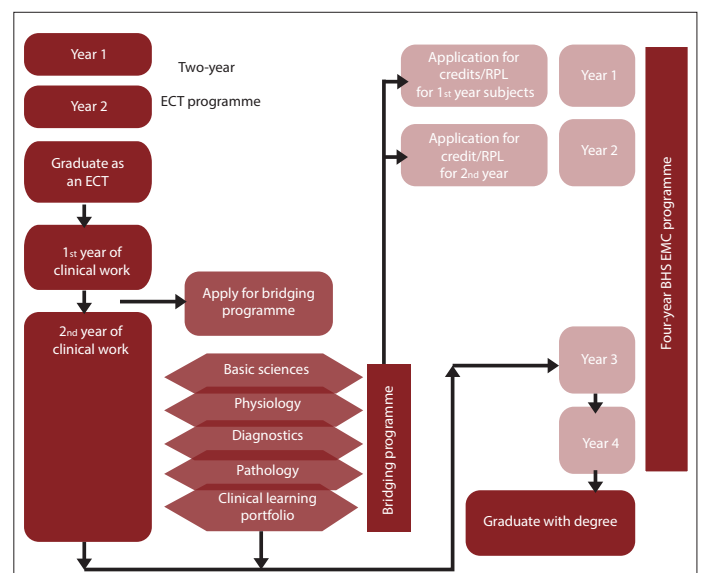 Year 1
Two-year
Year 2
ECT programme
Graduate as
an ECT
1st year of
clinical work
2nd year of
clinical work
Apply for bridging
programme
Basic sciences
Physiology
Diagnostics
Pathology
Clinical learning
portfolio
Bridging programme
Application for
credits/RPL
for 1st year subjects
Year 1
Application for
credit/RPL
for 2nd year
Year 2
Year 3
Year 4
Graduate with degree
Four-year BHS EMC programme